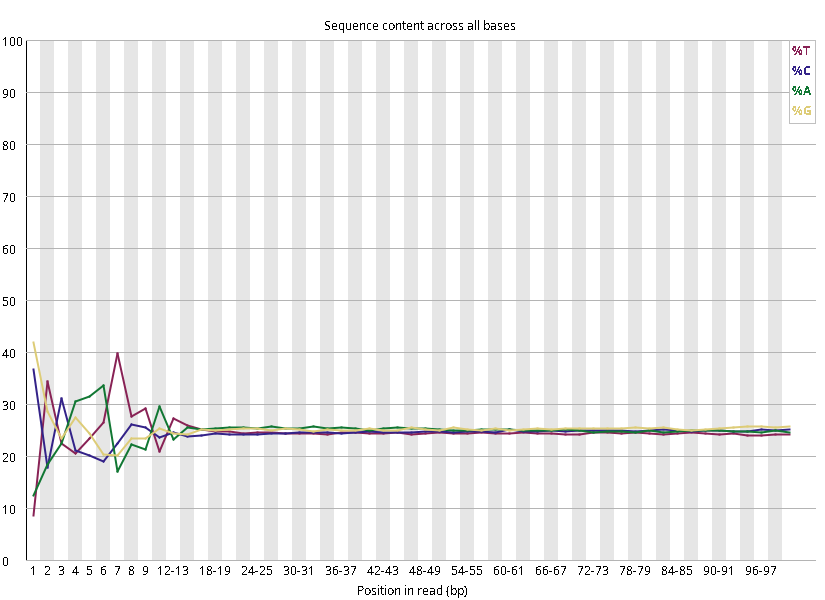 Sequence content across all bases
100
90
80
70
60
50
40
30
20
10
0
%T
%C
%A
%G
1 2 3 4 5 6 7 8 9 12-13 18-19 24-25 30-31 36-37 42-43 48-49 54-55 60-61 66-67 72-73 78-79 84-85 90-91 96-97
Position in read (bp)